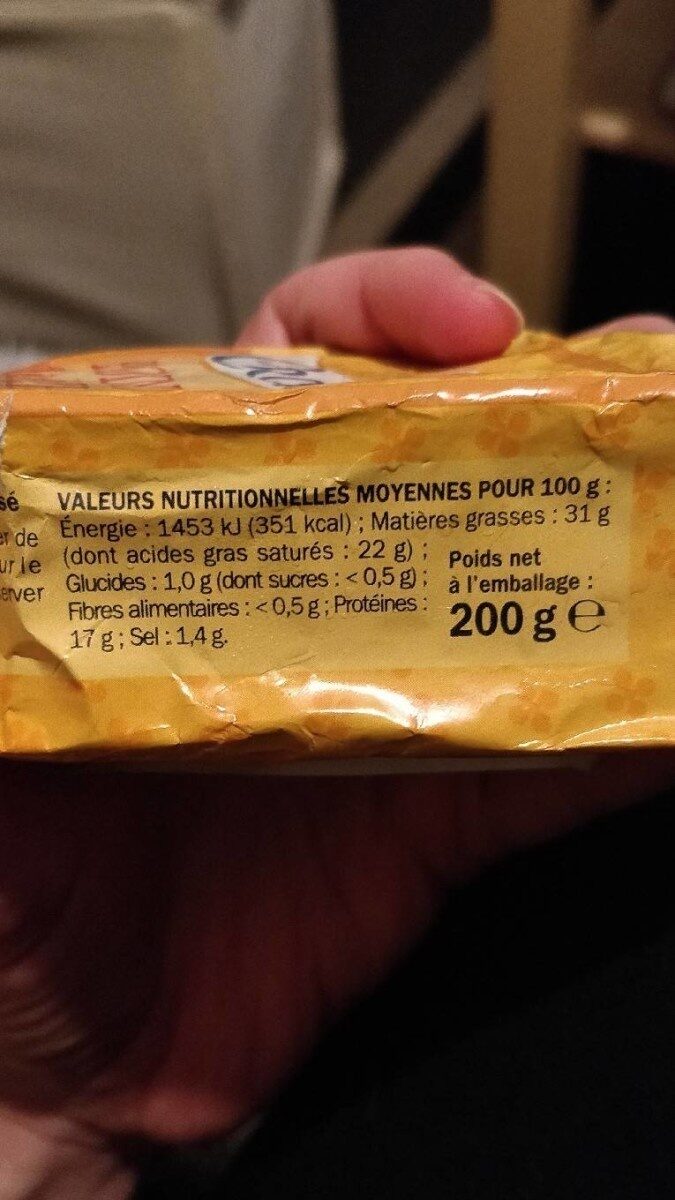 VALEURS NUTRITIONNELLES MOYENNES POUR 100 g :
Énergie : 1453 kJ (351 kcal) ; Matières grasses : 31 g
(dont acides gras saturés : 22 g) ;
Glucides : 1,0 g (dont sucres : < 0,5 g) ;
Fibres alimentaires : < 0,5 g ; Protéines :
17 g ; Sel : 1,4 g.
Poids net
à l'emballage :
200 g ℮